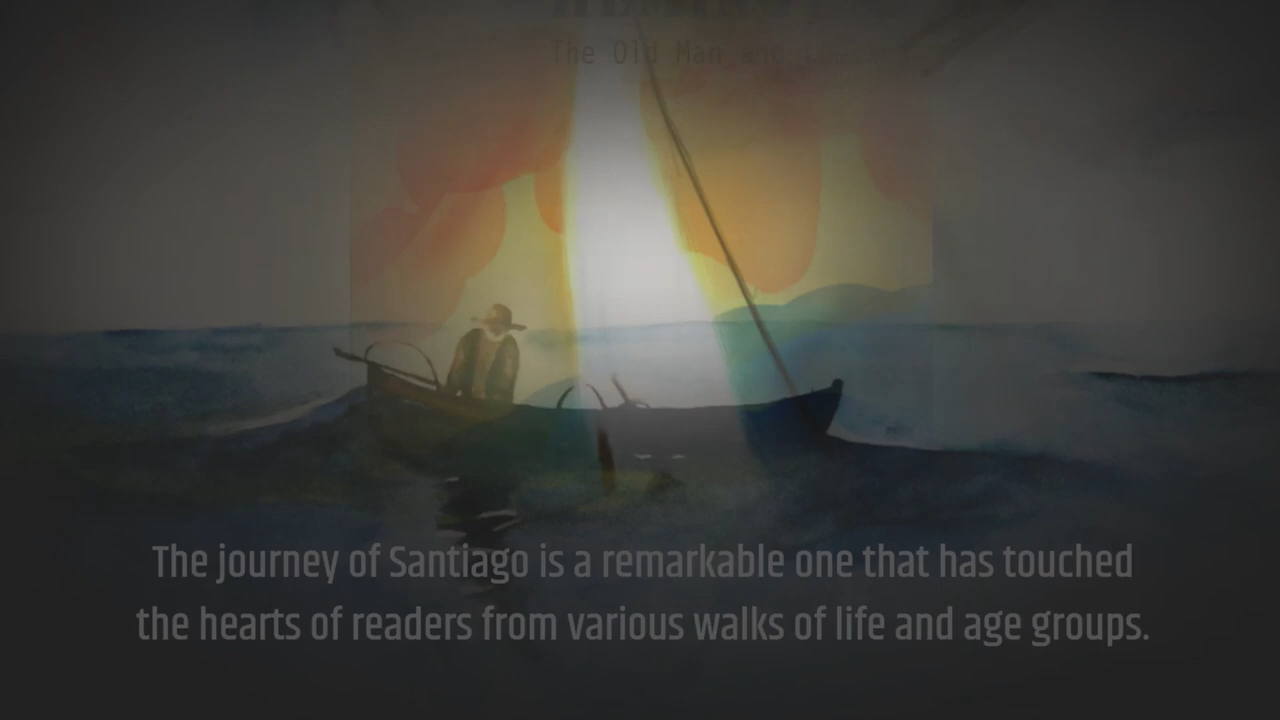 The Old Man and
The journey of Santiago is a remarkable one that has touched
the hearts of readers from various walks of life and age groups.